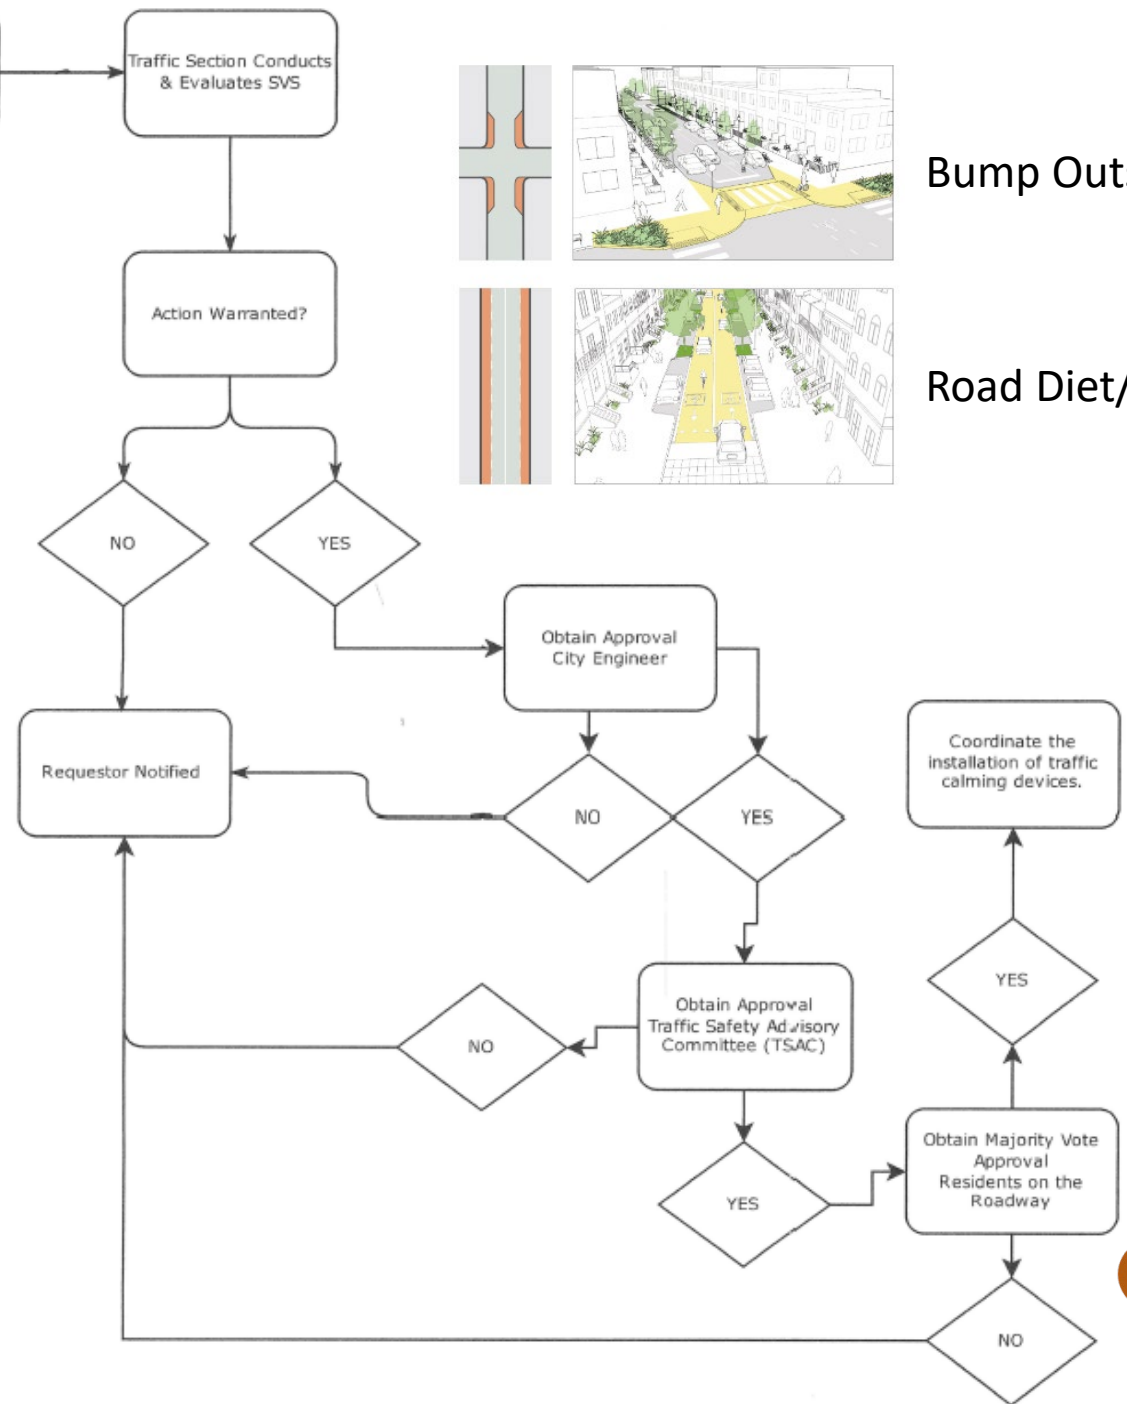 Traffic Section Conducts
& Evaluates SVS
Bump Outs
Action Warranted?
Road Diet/
NO
YES
Obtain Approval
City Engineer
Requestor Notified
NO
YES
Coordinate the
installation of traffic
calming devices.
Obtain Approval
Traffic Safety Advisory
Committee (TSAC)
NO
YES
YES
Obtain Majority Vote
Approval
Residents on the
Roadway
NO